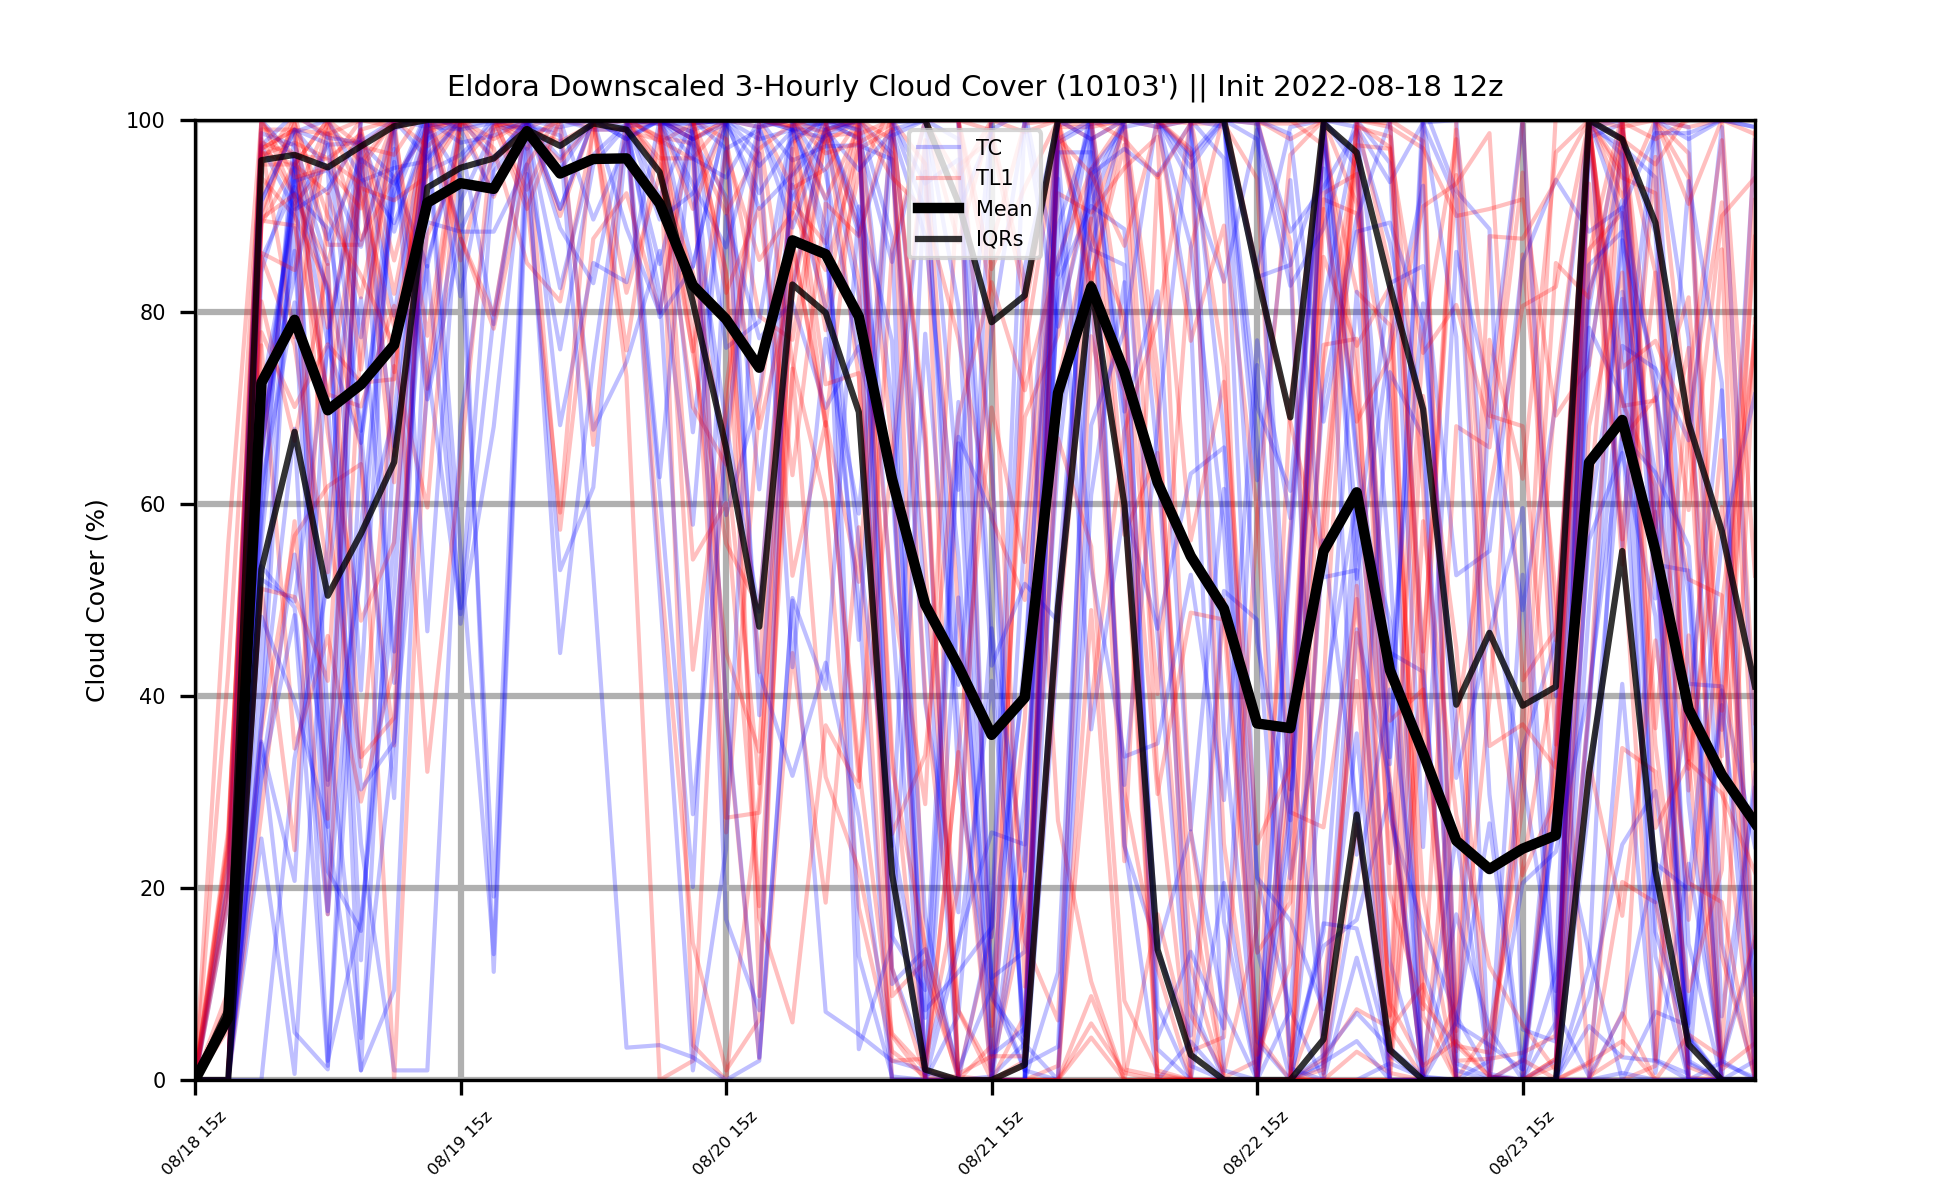 Eldora Downscaled 3-Hourly Cloud Cover (10103') || Init 2022-08-18 12z
Cloud Cover (%)
100
80
60
40
20
0
TC
TL1
Mean
IQRs
08/18 15z
08/19 15z
08/20 15z
08/21 15z
08/22 15z
08/23 15z